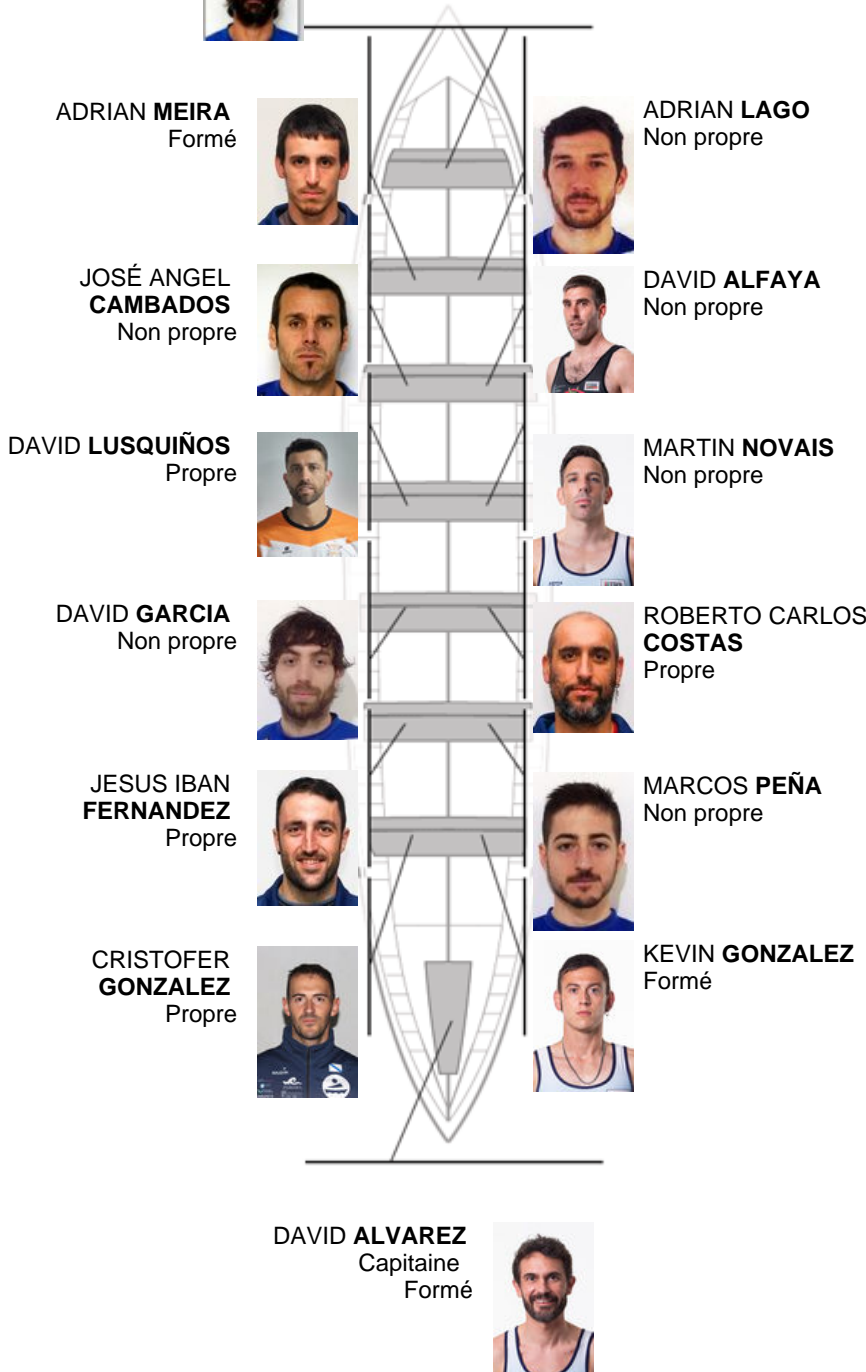 ADRIAN MEIRA
Formé
ADRIAN LAGO
Non propre
JOSÉ ANGEL
CAMBADOS
Non propre
DAVID ALFAYA
Non propre
DAVID LUSQUIÑOS
Propre
MARTIN NOVAIS
Non propre
DAVID GARCIA
Non propre
ROBERTO CARLOS
COSTAS
Propre
JESUS IBAN
FERNANDEZ
Propre
MARCOS PEÑA
Non propre
CRISTOFER
GONZALEZ
Propre
KEVIN GONZALEZ
Formé
DAVID ALVAREZ
Capitaine
Formé